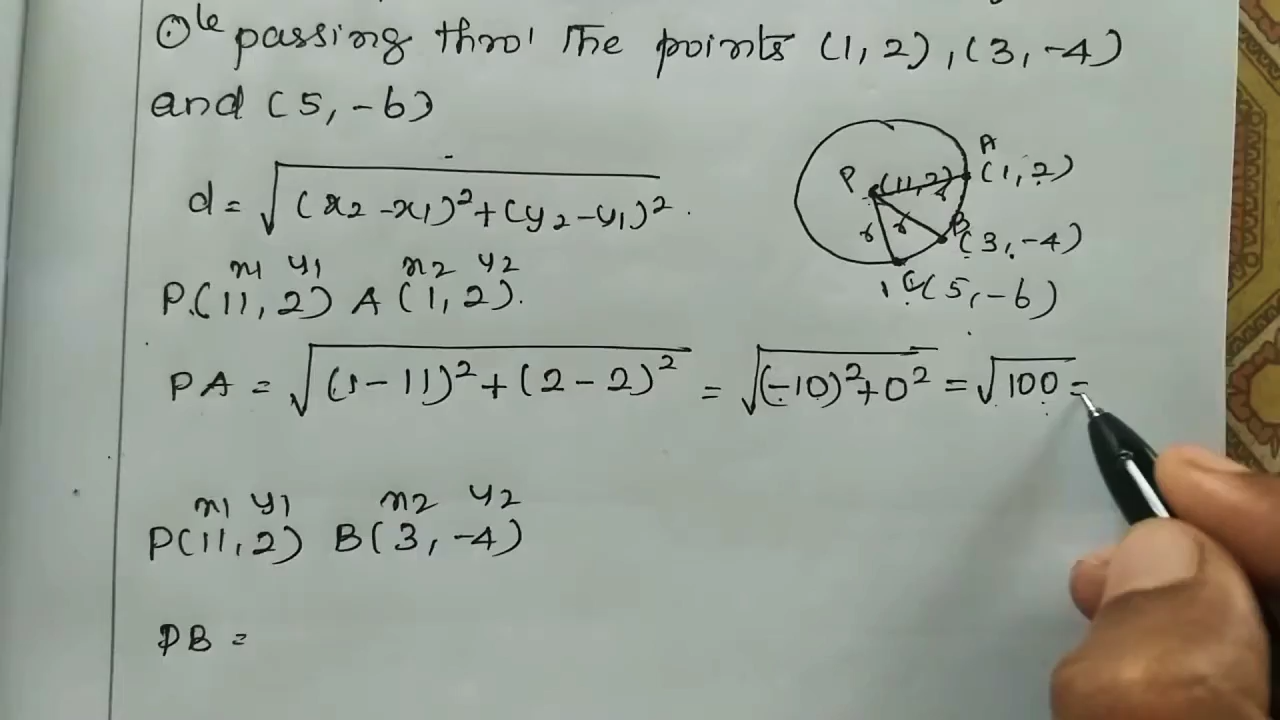 ⊙le passing thro' The points (1, 2), (3, -4)
and (5, -6)
d = √(x2 - x1)² + (y2 - y1)².
A
P (11, 2) (1, 2)
B
r r (3, -4)
C (5, -6)
x1 y1 x2 y2
P.(11, 2) A (1, 2).
PA = √(1 - 11)² + (2 - 2)² = √(-10)² + 0² = √100 =
x1 y1 x2 y2
P(11, 2) B(3, -4)
PB =